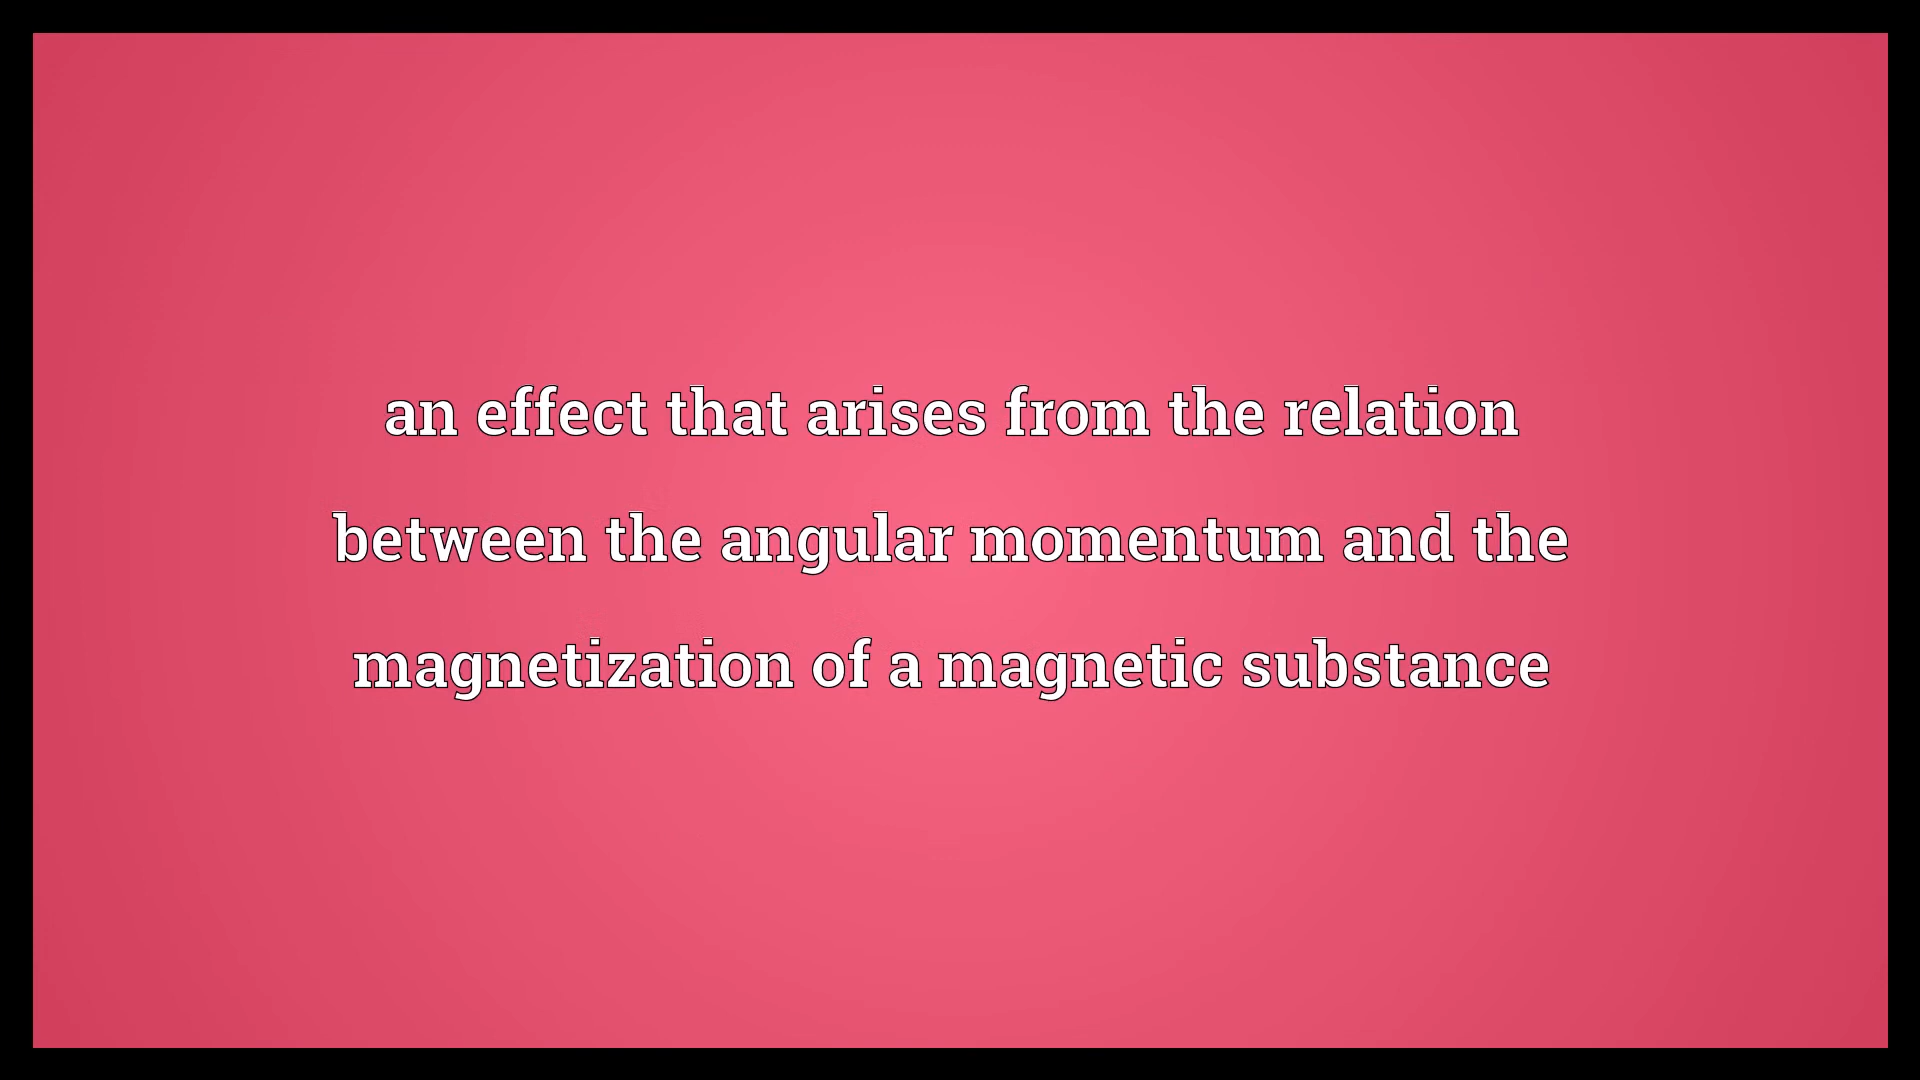 an effect that arises from the relation
between the angular momentum and the
magnetization of a magnetic substance